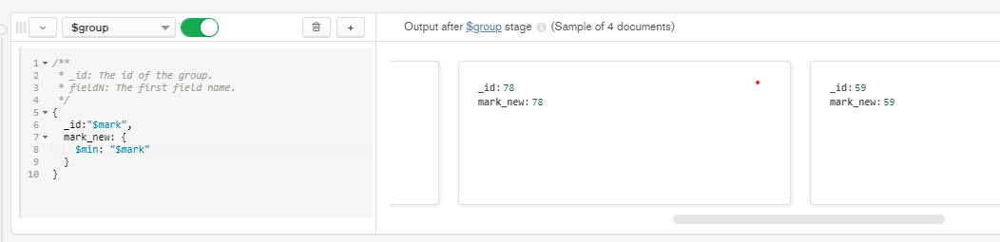 $group
+
Output after $group stage (Sample of 4 documents)
1 /**
2 * _id: The id of the group.
3 * fieldN: The first field name.
4 */
5 {
6 _id:"$mark",
7 mark_new: {
8 $min: "$mark"
9 }
10 }
_id: 78
mark_new: 78
_id: 59
mark_new: 59